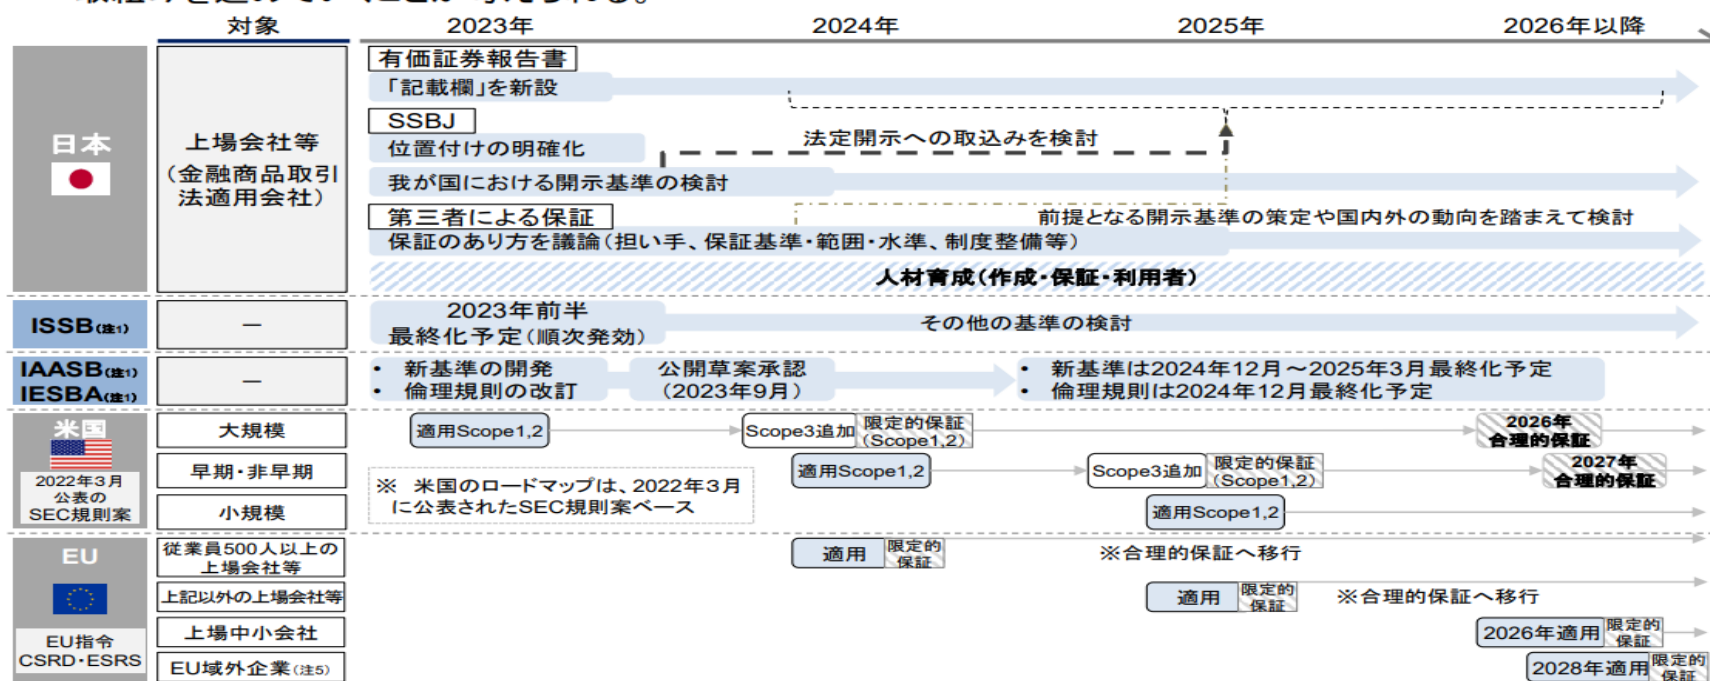 対象
2023年
2024年
2025年
2026年以降
日本
上場会社等
(金融商品取引
法適用会社)
有価証券報告書
「記載欄」を新設
SSBJ
位置付けの明確化
法定開示への取込みを検討
我が国における開示基準の検討
第三者による保証
前提となる開示基準の策定や国内外の動向を踏まえて検討
保証のあり方を議論(担い手、保証基準・範囲・水準、制度整備等)
人材育成(作成・保証・利用者)
ISSB(注1)
―
2023年前半
最終化予定(順次発効)
その他の基準の検討
IAASB(注1)
IESBA(注1)
―
• 新基準の開発
• 倫理規則の改訂
公開草案承認
(2023年9月)
• 新基準は2024年12月～2025年3月最終化予定
• 倫理規則は2024年12月最終化予定
米国
2022年3月
公表の
SEC規則案
大規模
適用Scope1,2
Scope3追加
限定的保証
(Scope1,2)
2026年
合理的保証
早期・非早期
適用Scope1,2
Scope3追加
限定的保証
(Scope1,2)
2027年
合理的保証
※ 米国のロードマップは、2022年3月
に公表されたSEC規則案ベース
小規模
適用Scope1,2
EU
EU指令
CSRD・ESRS
従業員500人以上の
上場会社等
適用
限定的
保証
※合理的保証へ移行
上記以外の上場会社等
適用
限定的
保証
※合理的保証へ移行
上場中小会社
2026年適用
限定的
保証
EU域外企業(注5)
2028年適用
限定的
保証